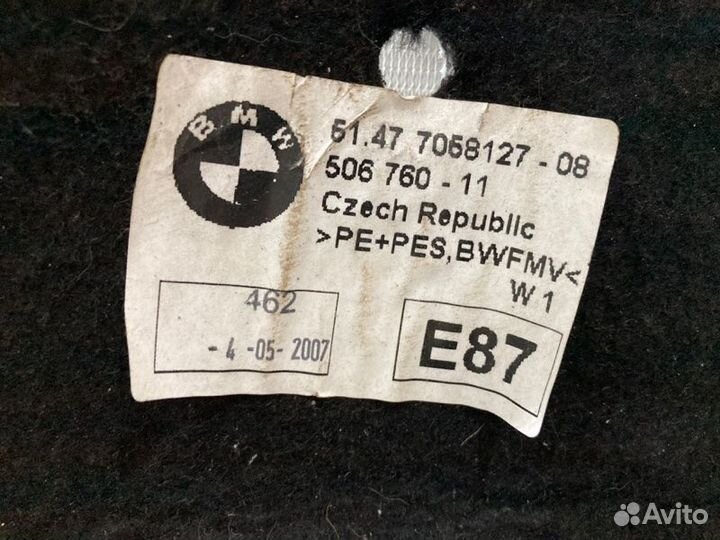 BMW
51.47 7058127-08
506 760-11
Czech Republic
>PE+PES,BWFMV<
W 1
462
- 4 -05- 2007
E87
Avito